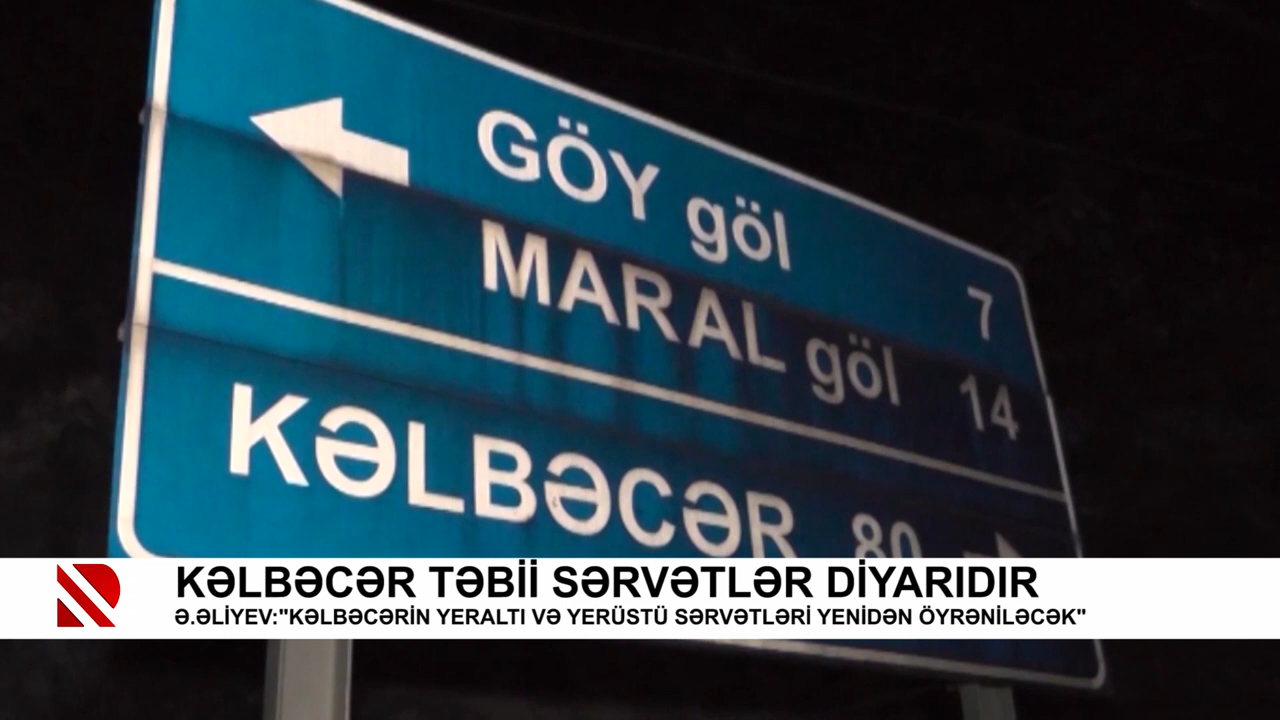 GÖY göl 7
MARAL göl 14
KƏLBƏCƏR 80
KƏLBƏCƏR TƏBİİ SƏRVƏTLƏR DİYARIDIR
Ə.ƏLİYEV:"KƏLBƏCƏRİN YERALTI VƏ YERÜSTÜ SƏRVƏTLƏRİ YENİDƏN ÖYRƏNİLƏCƏK"